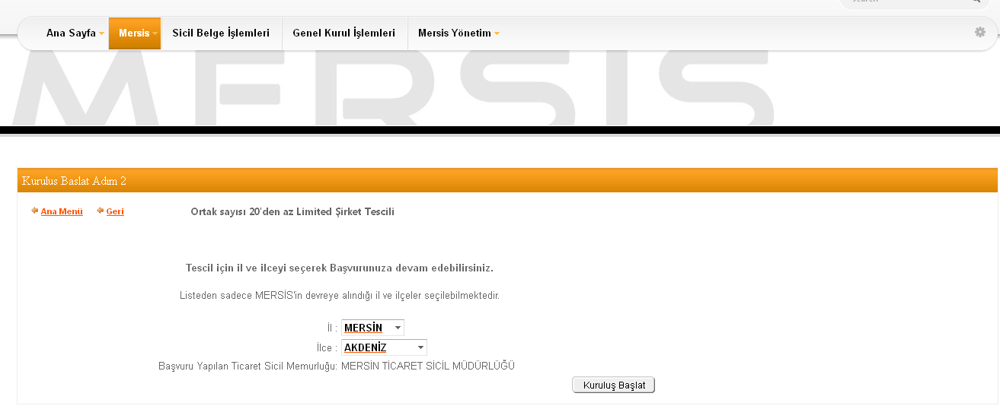 Ana Sayfa Mersis Sicil Belge İşlemleri Genel Kurul İşlemleri Mersis Yönetim
MERSIS
Kurulus Baslat Adım 2
Ana Menü Geri Ortak sayısı 20'den az Limited Şirket Tescili
Tescil için il ve ilceyi seçerek Başvurunuza devam edebilirsiniz.
Listeden sadece MERSİS'in devreye alındığı il ve ilçeler seçilebilmektedir.
İl : MERSİN
İlce : AKDENİZ
Başvuru Yapılan Ticaret Sicil Memurluğu: MERSİN TİCARET SİCİL MÜDÜRLÜĞÜ
Kuruluş Başlat